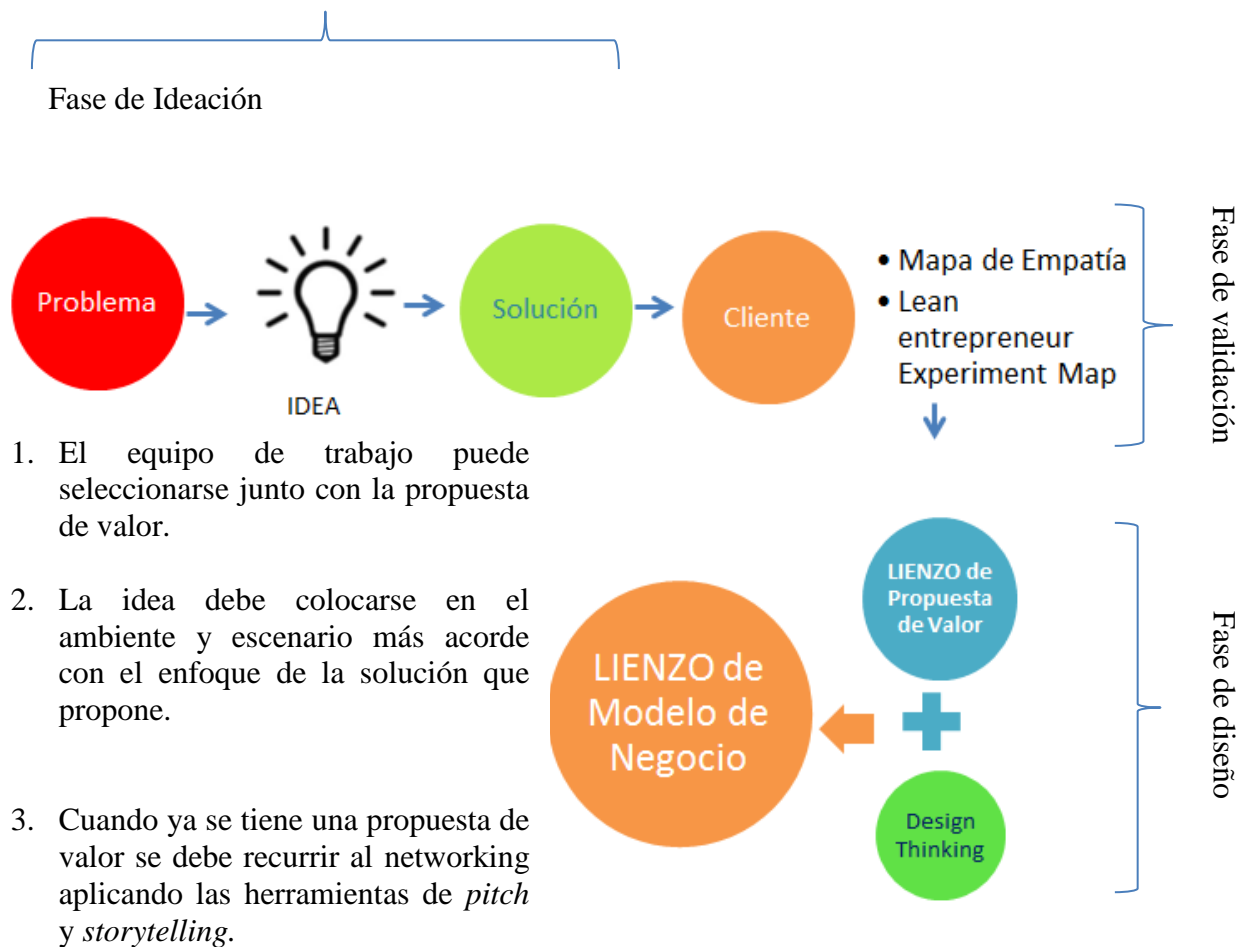 Fase de Ideación
Problema
IDEA
Solución
Cliente
• Mapa de Empatía
• Lean
entrepreneur
Experiment Map
Fase de validación
1. El equipo de trabajo puede
seleccionarse junto con la propuesta
de valor.
2. La idea debe colocarse en el
ambiente y escenario más acorde
con el enfoque de la solución que
propone.
3. Cuando ya se tiene una propuesta de
valor se debe recurrir al networking
aplicando las herramientas de pitch
y storytelling.
LIENZO de
Propuesta
de Valor
Design
Thinking
LIENZO de
Modelo de
Negocio
Fase de diseño